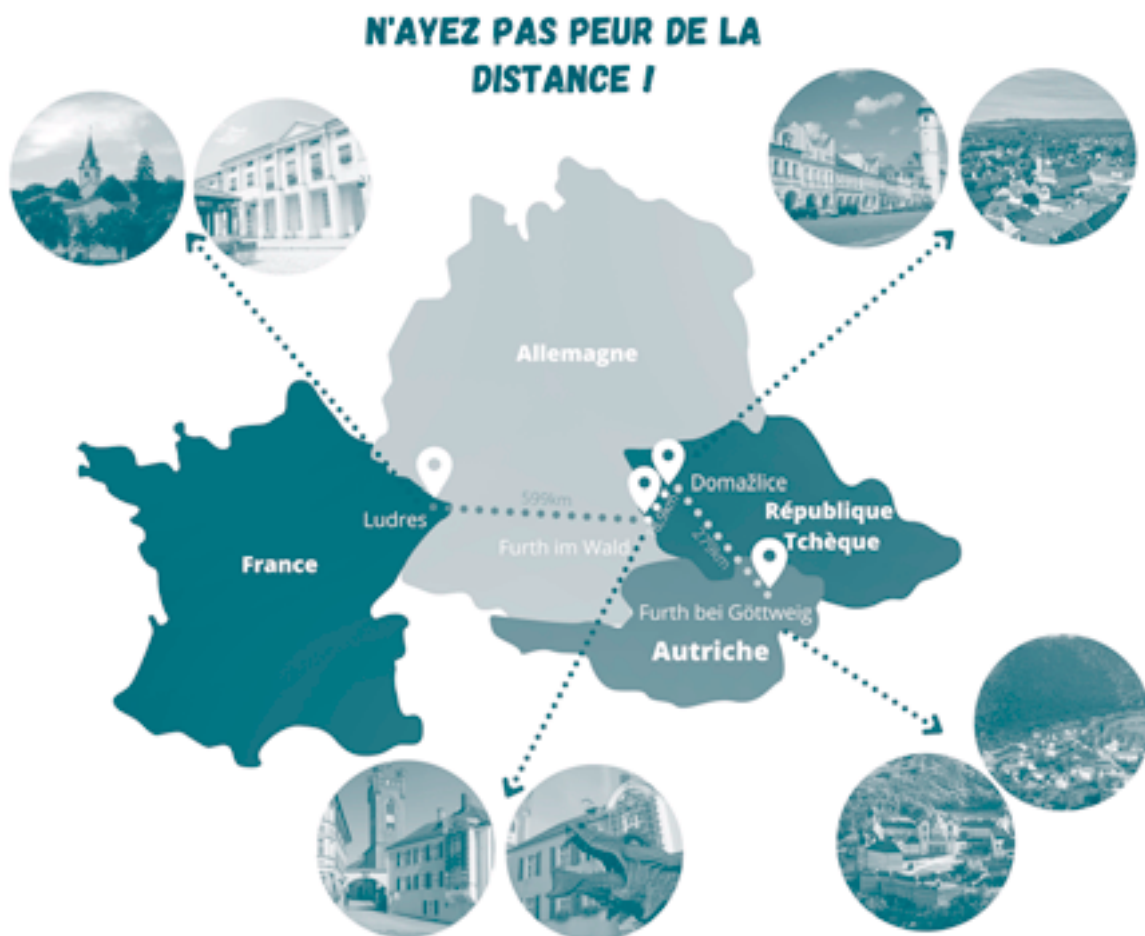 N'AYEZ PAS PEUR DE LA
DISTANCE !
Allemagne
Domažlice
599km
Ludres
République
Tchèque
Furth im Wald
France
Furth bei Göttweig
Autriche